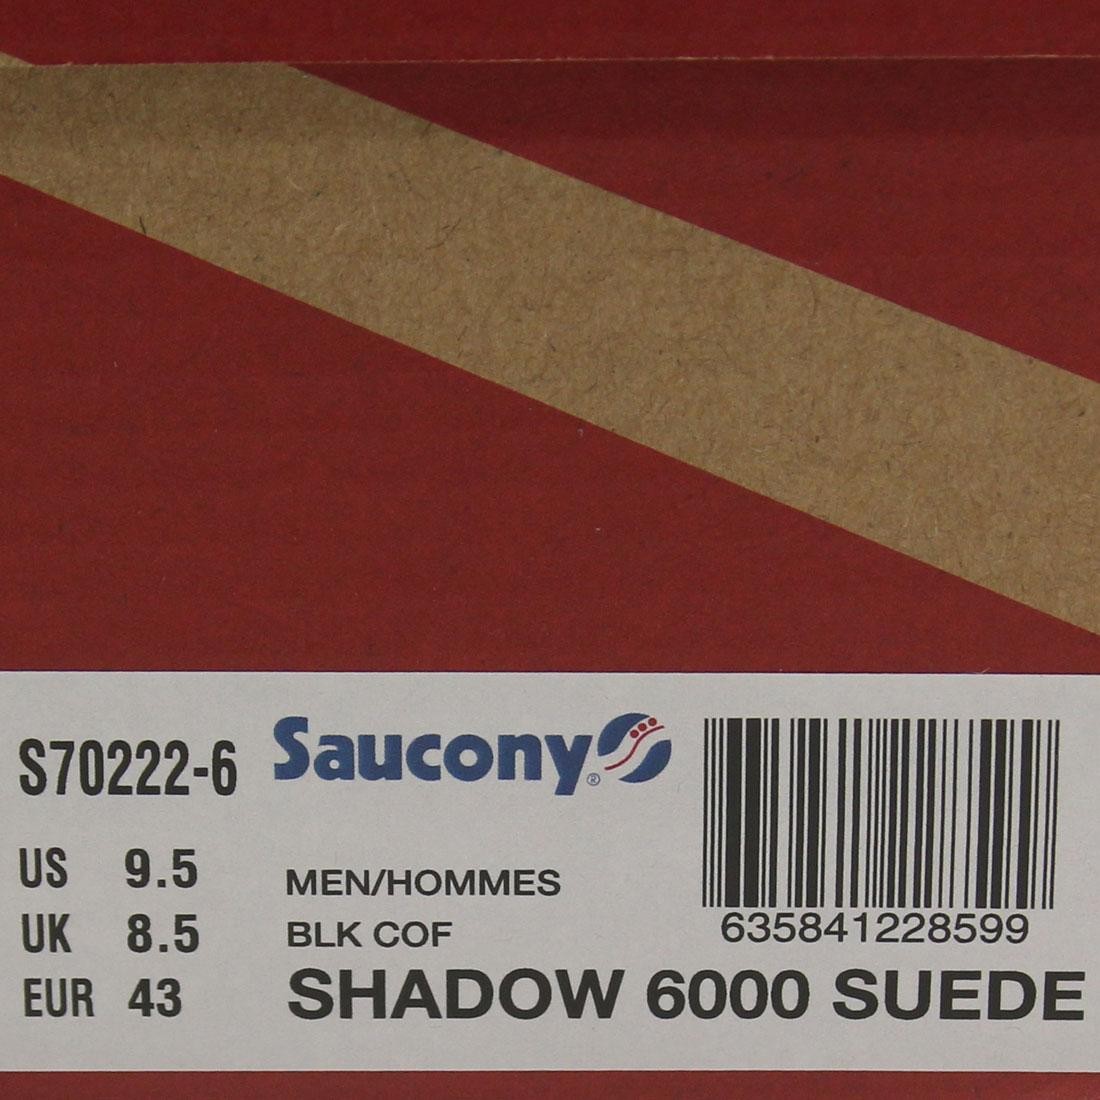 S70222-6
Saucony®
US 9.5
UK 8.5
EUR 43
MEN/HOMMES
BLK COF
SHADOW 6000 SUEDE
635841228599